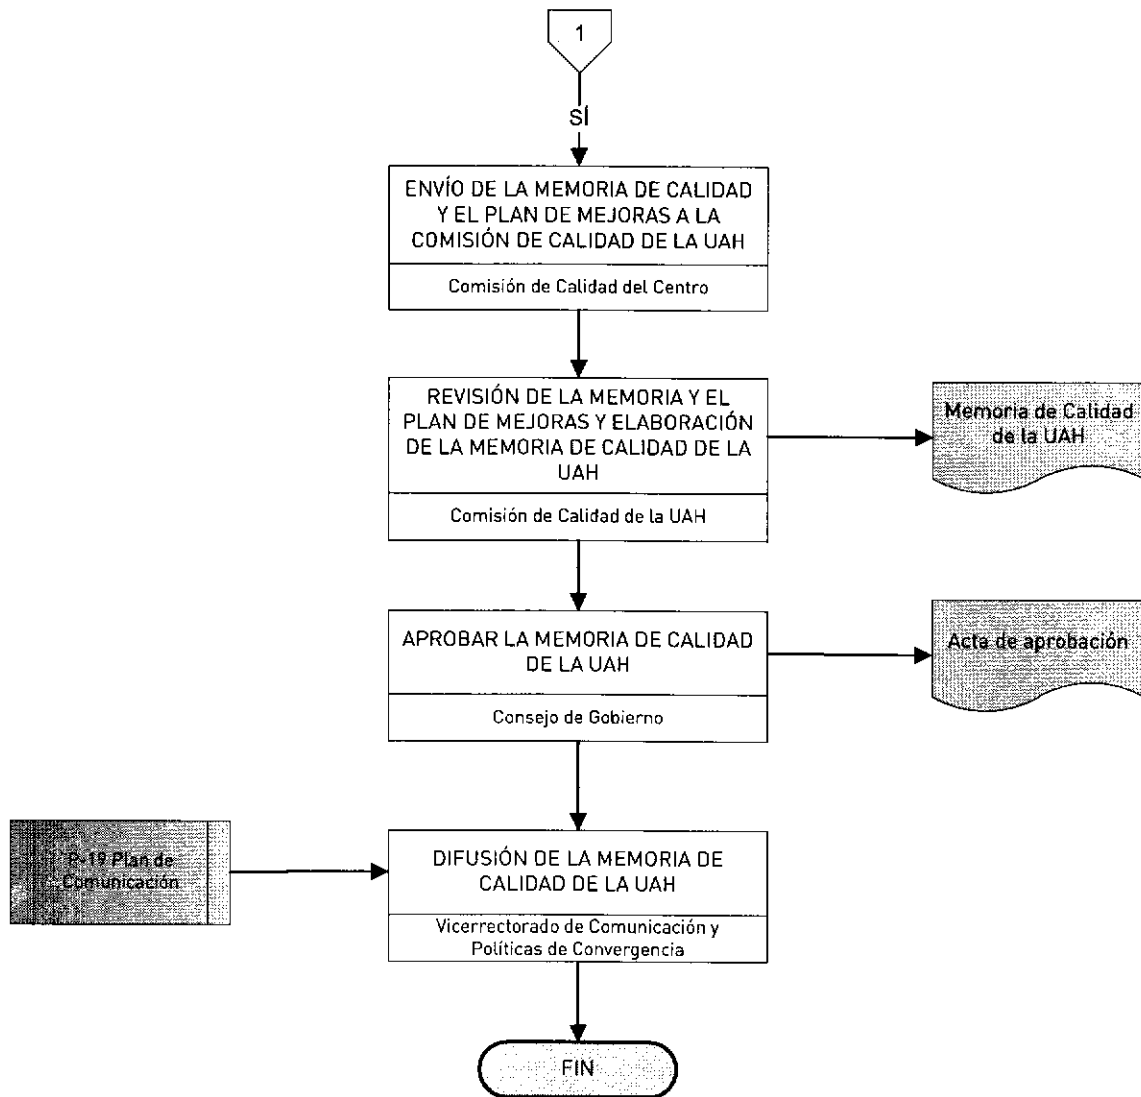 1
SÍ
ENVÍO DE LA MEMORIA DE CALIDAD
Y EL PLAN DE MEJORAS A LA
COMISIÓN DE CALIDAD DE LA UAH
Comisión de Calidad del Centro
REVISIÓN DE LA MEMORIA Y EL
PLAN DE MEJORAS Y ELABORACIÓN
DE LA MEMORIA DE CALIDAD DE LA
UAH
Comisión de Calidad de la UAH
Memoria de Calidad
de la UAH
APROBAR LA MEMORIA DE CALIDAD
DE LA UAH
Consejo de Gobierno
Acta de aprobación
P-19 Plan de
Comunicación
DIFUSIÓN DE LA MEMORIA DE
CALIDAD DE LA UAH
Vicerrectorado de Comunicación y
Políticas de Convergencia
FIN